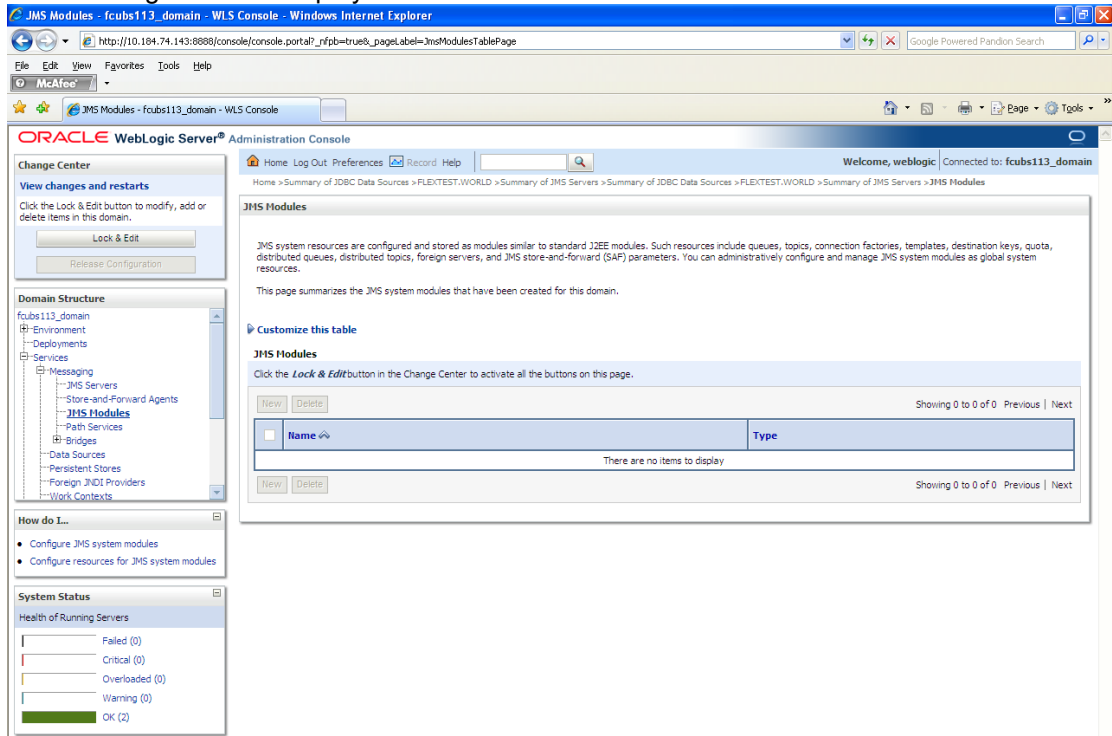 JMS Modules - fcubs113_domain - WLS Console - Windows Internet Explorer
http://10.184.74.143:8888/console/console.portal?_nfpb=true&_pageLabel=JmsModulesTablePage
Google Powered Pandion Search
File Edit View Favorites Tools Help
McAfee
JMS Modules - fcubs113_domain - WLS Console
Page Tools
ORACLE WebLogic Server® Administration Console
Change Center
View changes and restarts
Click the Lock & Edit button to modify, add or
delete items in this domain.
Lock & Edit
Release Configuration
Domain Structure
fcubs113_domain
Environment
Deployments
Services
Messaging
JMS Servers
Store-and-Forward Agents
JMS Modules
Path Services
Bridges
Data Sources
Persistent Stores
Foreign JNDI Providers
Work Contexts
How do I...
Configure JMS system modules
Configure resources for JMS system modules
System Status
Health of Running Servers
Failed (0)
Critical (0)
Overloaded (0)
Warning (0)
OK (2)
Home Log Out Preferences Record Help
Welcome, weblogic Connected to: fcubs113_domain
Home >Summary of JDBC Data Sources >FLEXTEST.WORLD >Summary of JMS Servers >Summary of JDBC Data Sources >FLEXTEST.WORLD >Summary of JMS Servers >JMS Modules
JMS Modules
JMS system resources are configured and stored as modules similar to standard J2EE modules. Such resources include queues, topics, connection factories, templates, destination keys, quota,
distributed queues, distributed topics, foreign servers, and JMS store-and-forward (SAF) parameters. You can administratively configure and manage JMS system modules as global system
resources.
This page summarizes the JMS system modules that have been created for this domain.
Customize this table
JMS Modules
Click the Lock & Edit button in the Change Center to activate all the buttons on this page.
New Delete
Showing 0 to 0 of 0 Previous | Next
Name Type
There are no items to display
New Delete
Showing 0 to 0 of 0 Previous | Next